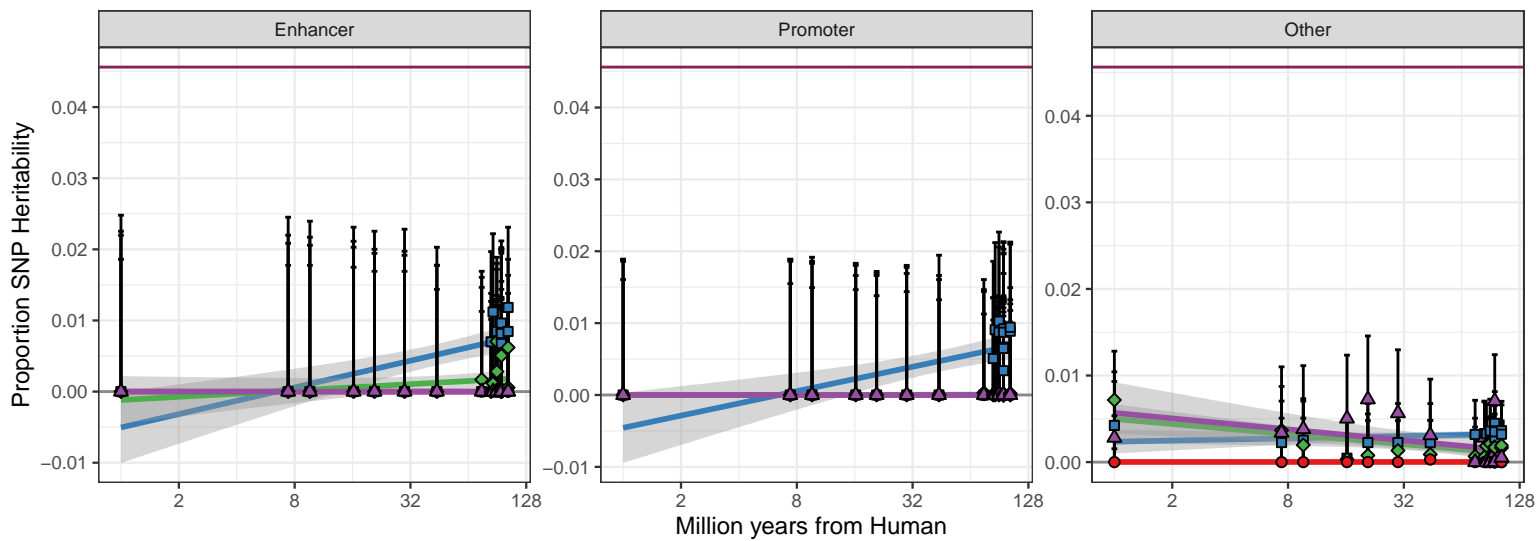 Enhancer
Promoter
Other
Proportion SNP Heritability
0.04
0.03
0.02
0.01
0.00
−0.01
0.04
0.03
0.02
0.01
0.00
−0.01
0.04
0.03
0.02
0.01
0.00
2 8 32 128
2 8 32 128
2 8 32 128
Million years from Human